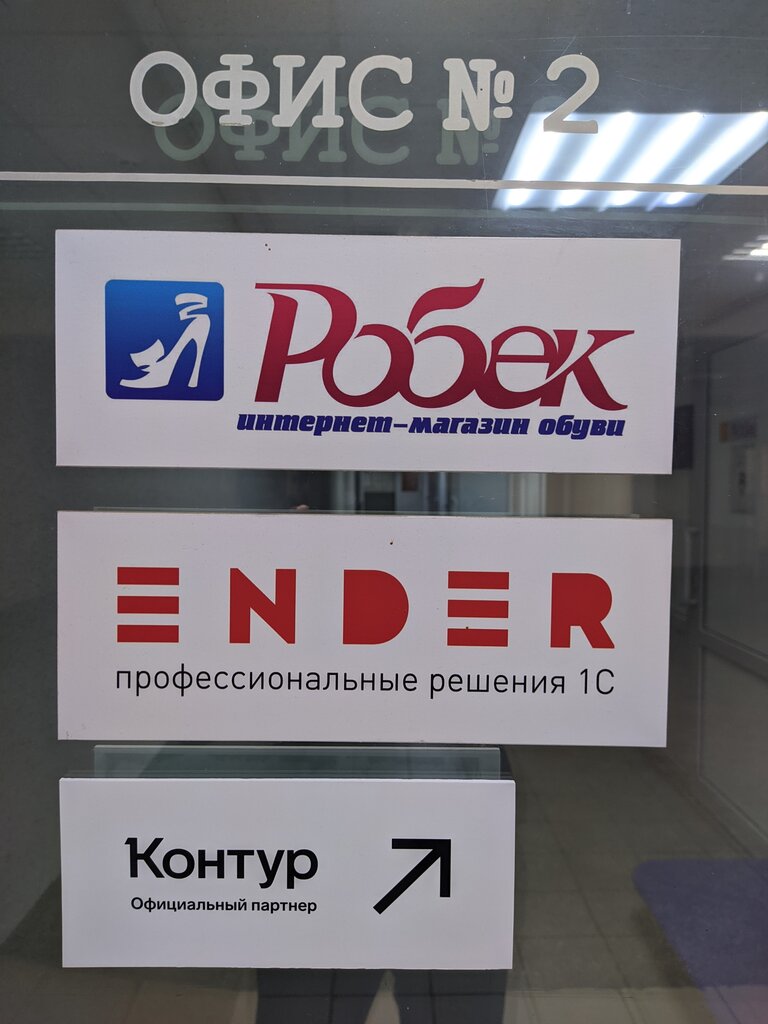 ОФИС № 2
Робек
интернет-магазин обуви
ENDER
профессиональные решения 1С
Контур
Официальный партнер